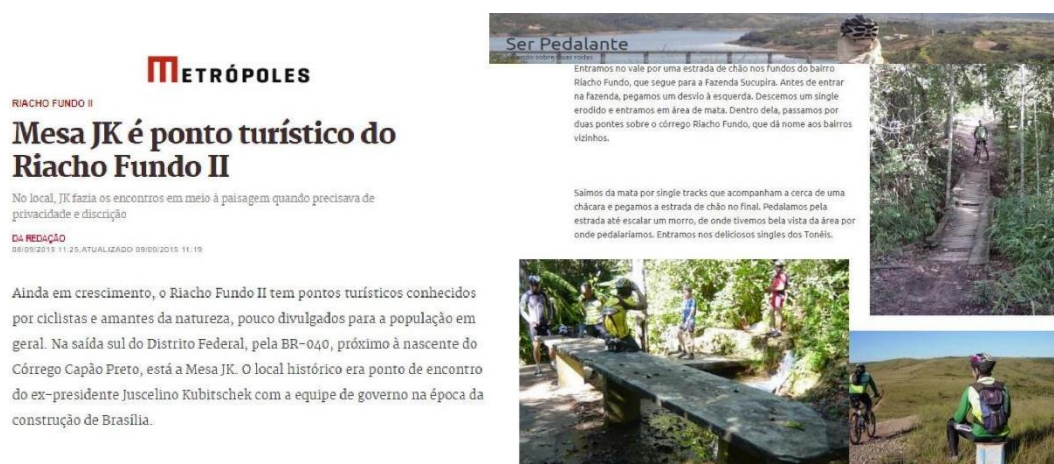 METRÓPOLES
RIACHO FUNDO II
Mesa JK é ponto turístico do
Riacho Fundo II
No local, JK fazia os encontros em meio à paisagem quando precisava de
privacidade e discrição
DA REDAÇÃO
08/09/2015 11:25, ATUALIZADO 09/09/2015 11:19
Ainda em crescimento, o Riacho Fundo II tem pontos turísticos conhecidos
por ciclistas e amantes da natureza, pouco divulgados para a população em
geral. Na saída sul do Distrito Federal, pela BR-040, próximo à nascente do
Córrego Capão Preto, está a Mesa JK. O local histórico era ponto de encontro
do ex-presidente Juscelino Kubitschek com a equipe de governo na época da
construção de Brasília.
Ser Pedalante
sobre duas rodas
Entramos no vale por uma estrada de chão nos fundos do bairro
Riacho Fundo, que segue para a Fazenda Sucupira. Antes de entrar
na fazenda, pegamos um desvio à esquerda. Descemos um single
erodido e entramos em área de mata. Dentro dela, passamos por
duas pontes sobre o córrego Riacho Fundo, que dá nome aos bairros
vizinhos.
Saímos da mata por single tracks que acompanham a cerca de uma
chácara e pegamos a estrada de chão no final. Pedalamos pela
estrada até escalar um morro, de onde tivemos bela vista da área por
onde pedalaríamos. Entramos nos deliciosos singles dos Tonéis.